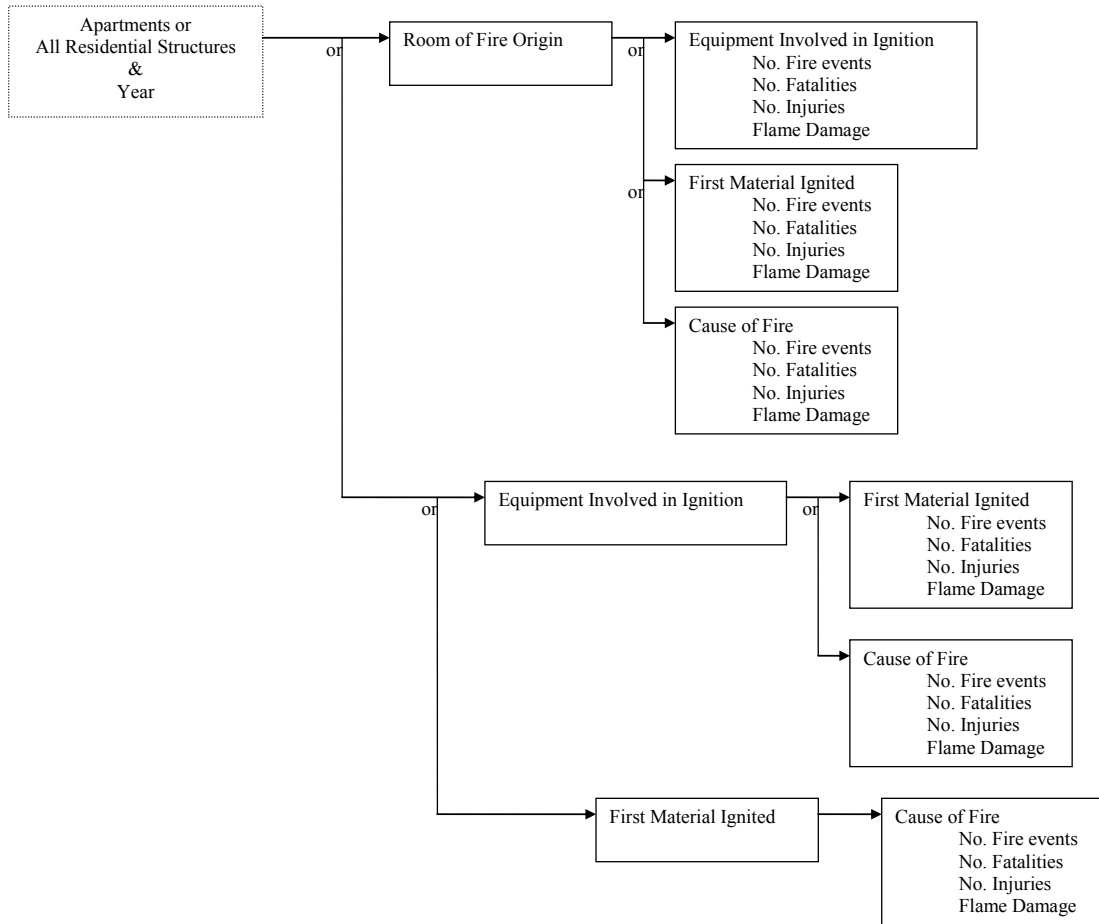 Apartments or
All Residential Structures
&
Year
or
Room of Fire Origin
or
Equipment Involved in Ignition
No. Fire events
No. Fatalities
No. Injuries
Flame Damage
or
First Material Ignited
No. Fire events
No. Fatalities
No. Injuries
Flame Damage
Cause of Fire
No. Fire events
No. Fatalities
No. Injuries
Flame Damage
or
Equipment Involved in Ignition
or
First Material Ignited
No. Fire events
No. Fatalities
No. Injuries
Flame Damage
Cause of Fire
No. Fire events
No. Fatalities
No. Injuries
Flame Damage
First Material Ignited
Cause of Fire
No. Fire events
No. Fatalities
No. Injuries
Flame Damage